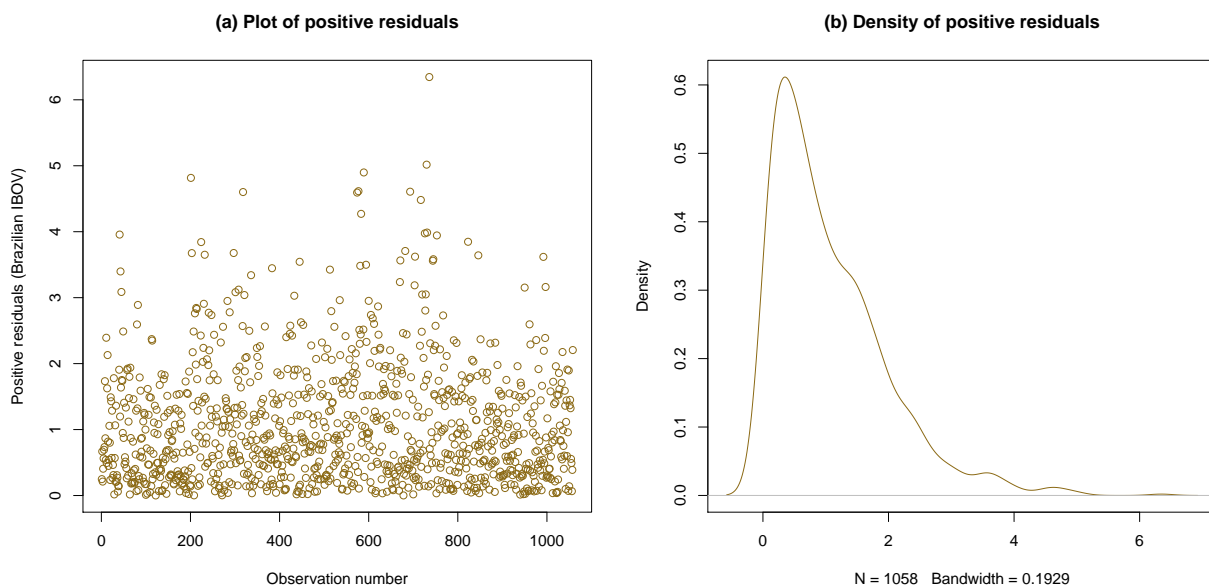 (a) Plot of positive residuals
Positive residuals (Brazilian IBOV)
6
5
4
3
2
1
0
0 200 400 600 800 1000
Observation number
(b) Density of positive residuals
Density
0.6
0.5
0.4
0.3
0.2
0.1
0.0
0 2 4 6
N = 1058 Bandwidth = 0.1929